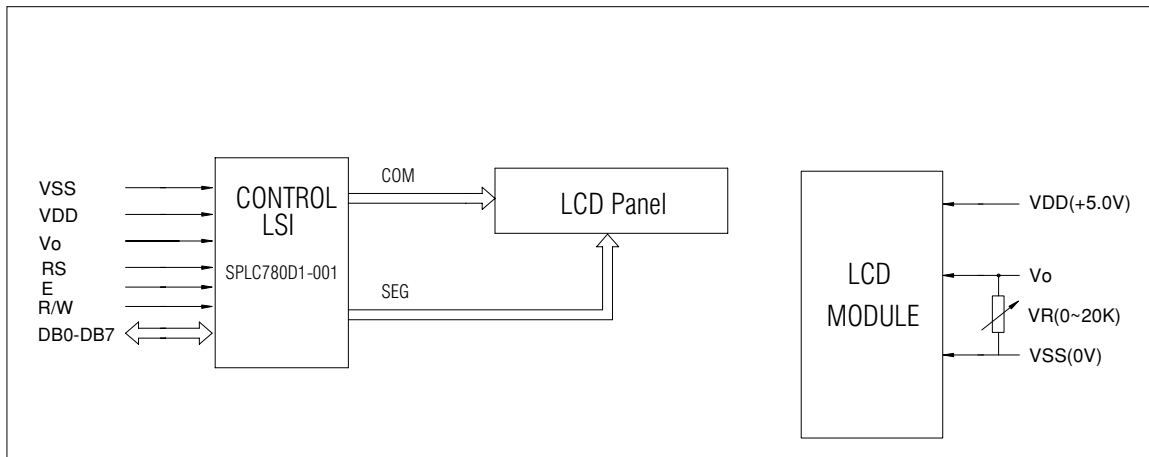 VSS
VDD
Vo
RS
E
R/W
DB0-DB7
CONTROL
LSI
SPLC780D1-001
COM
SEG
LCD Panel
LCD
MODULE
VDD(+5.0V)
Vo
VR(0~20K)
VSS(0V)